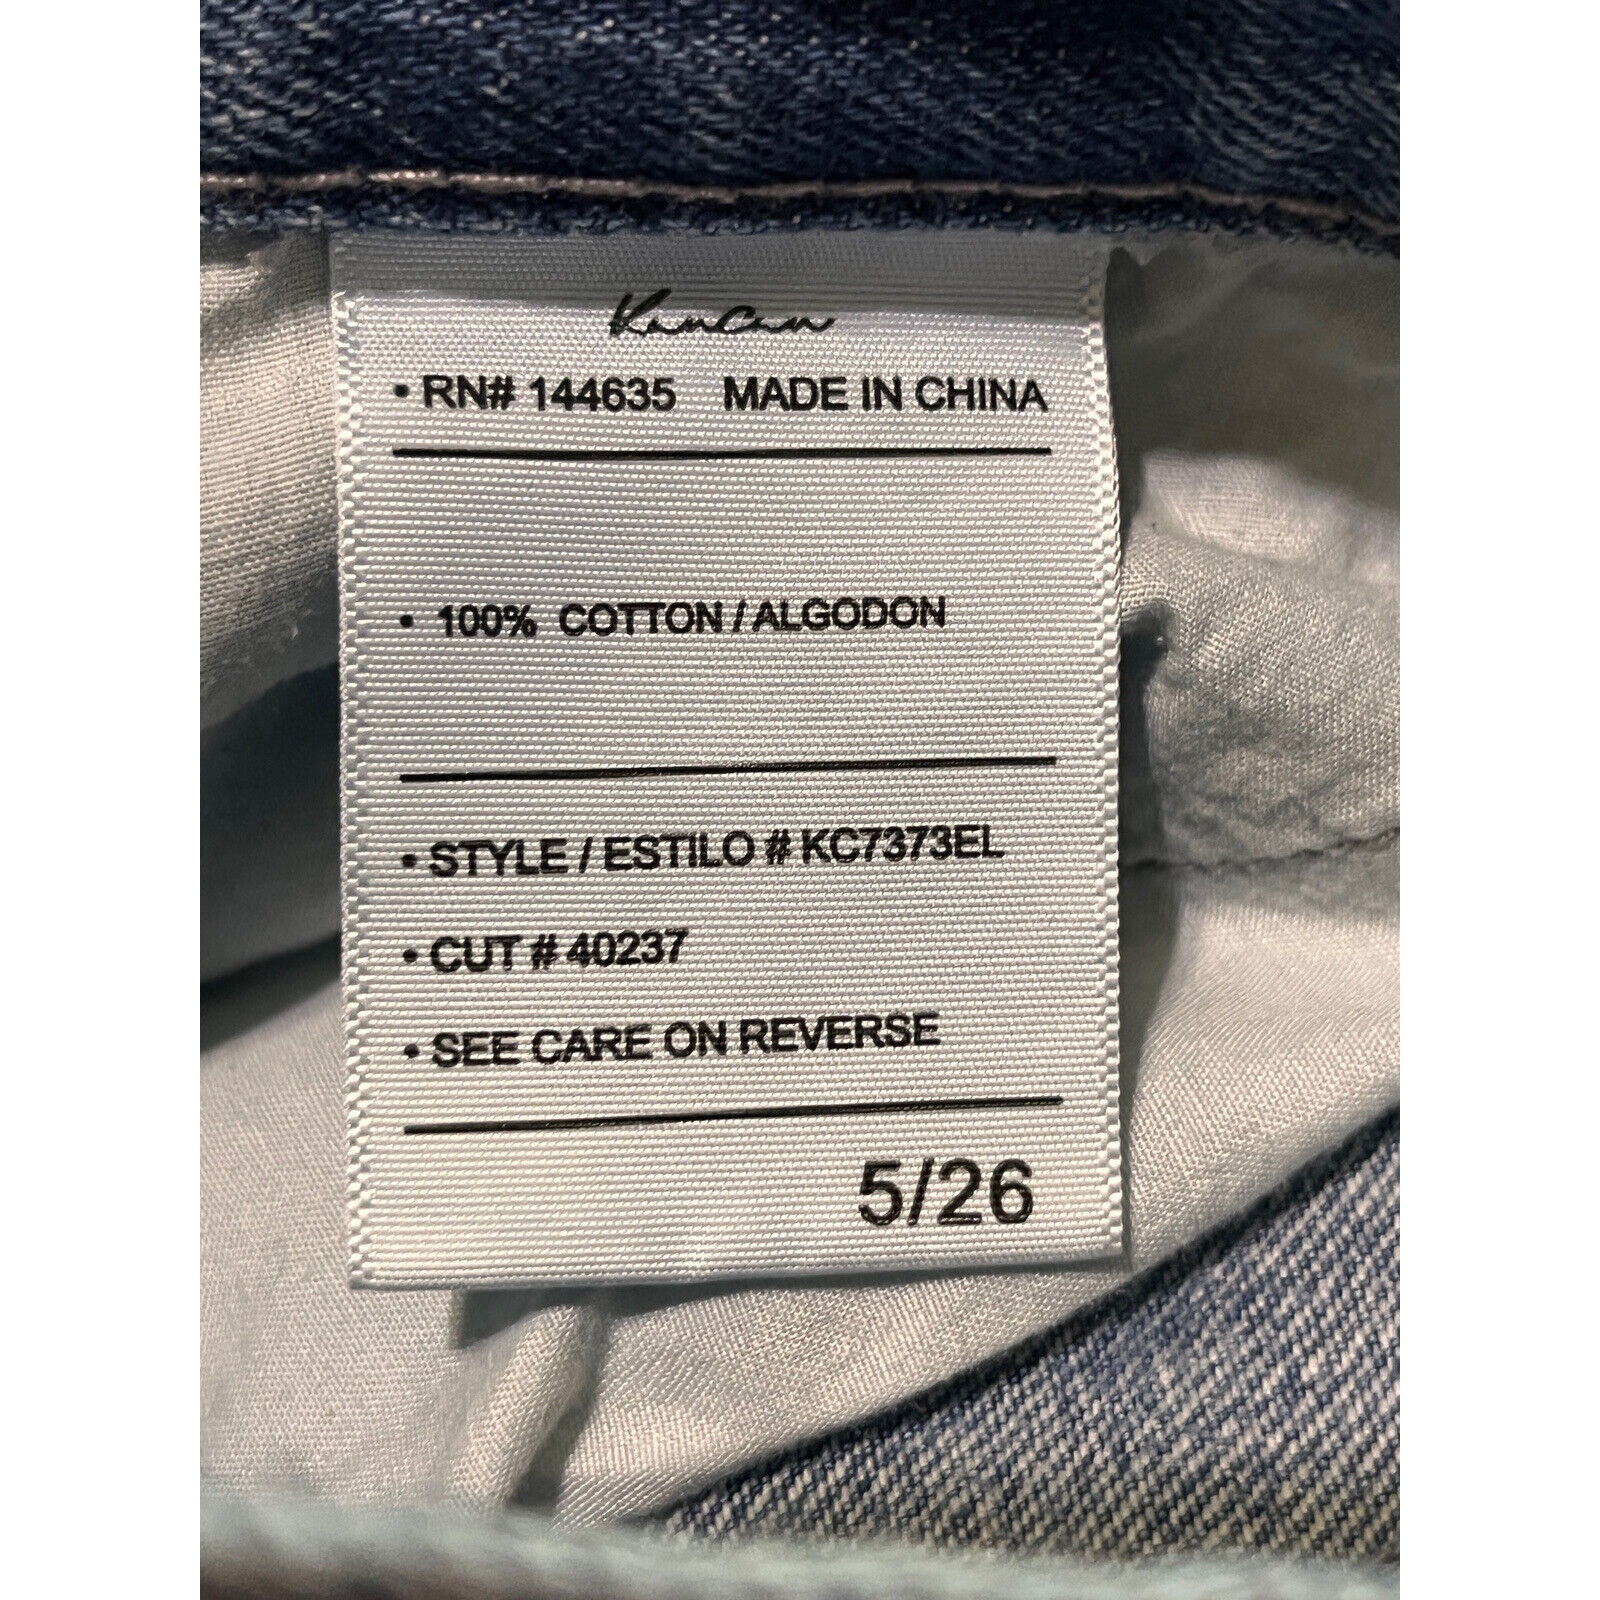 KanCan
• RN# 144635 MADE IN CHINA
• 100% COTTON / ALGODON
• STYLE / ESTILO # KC7373EL
• CUT # 40237
• SEE CARE ON REVERSE
5/26